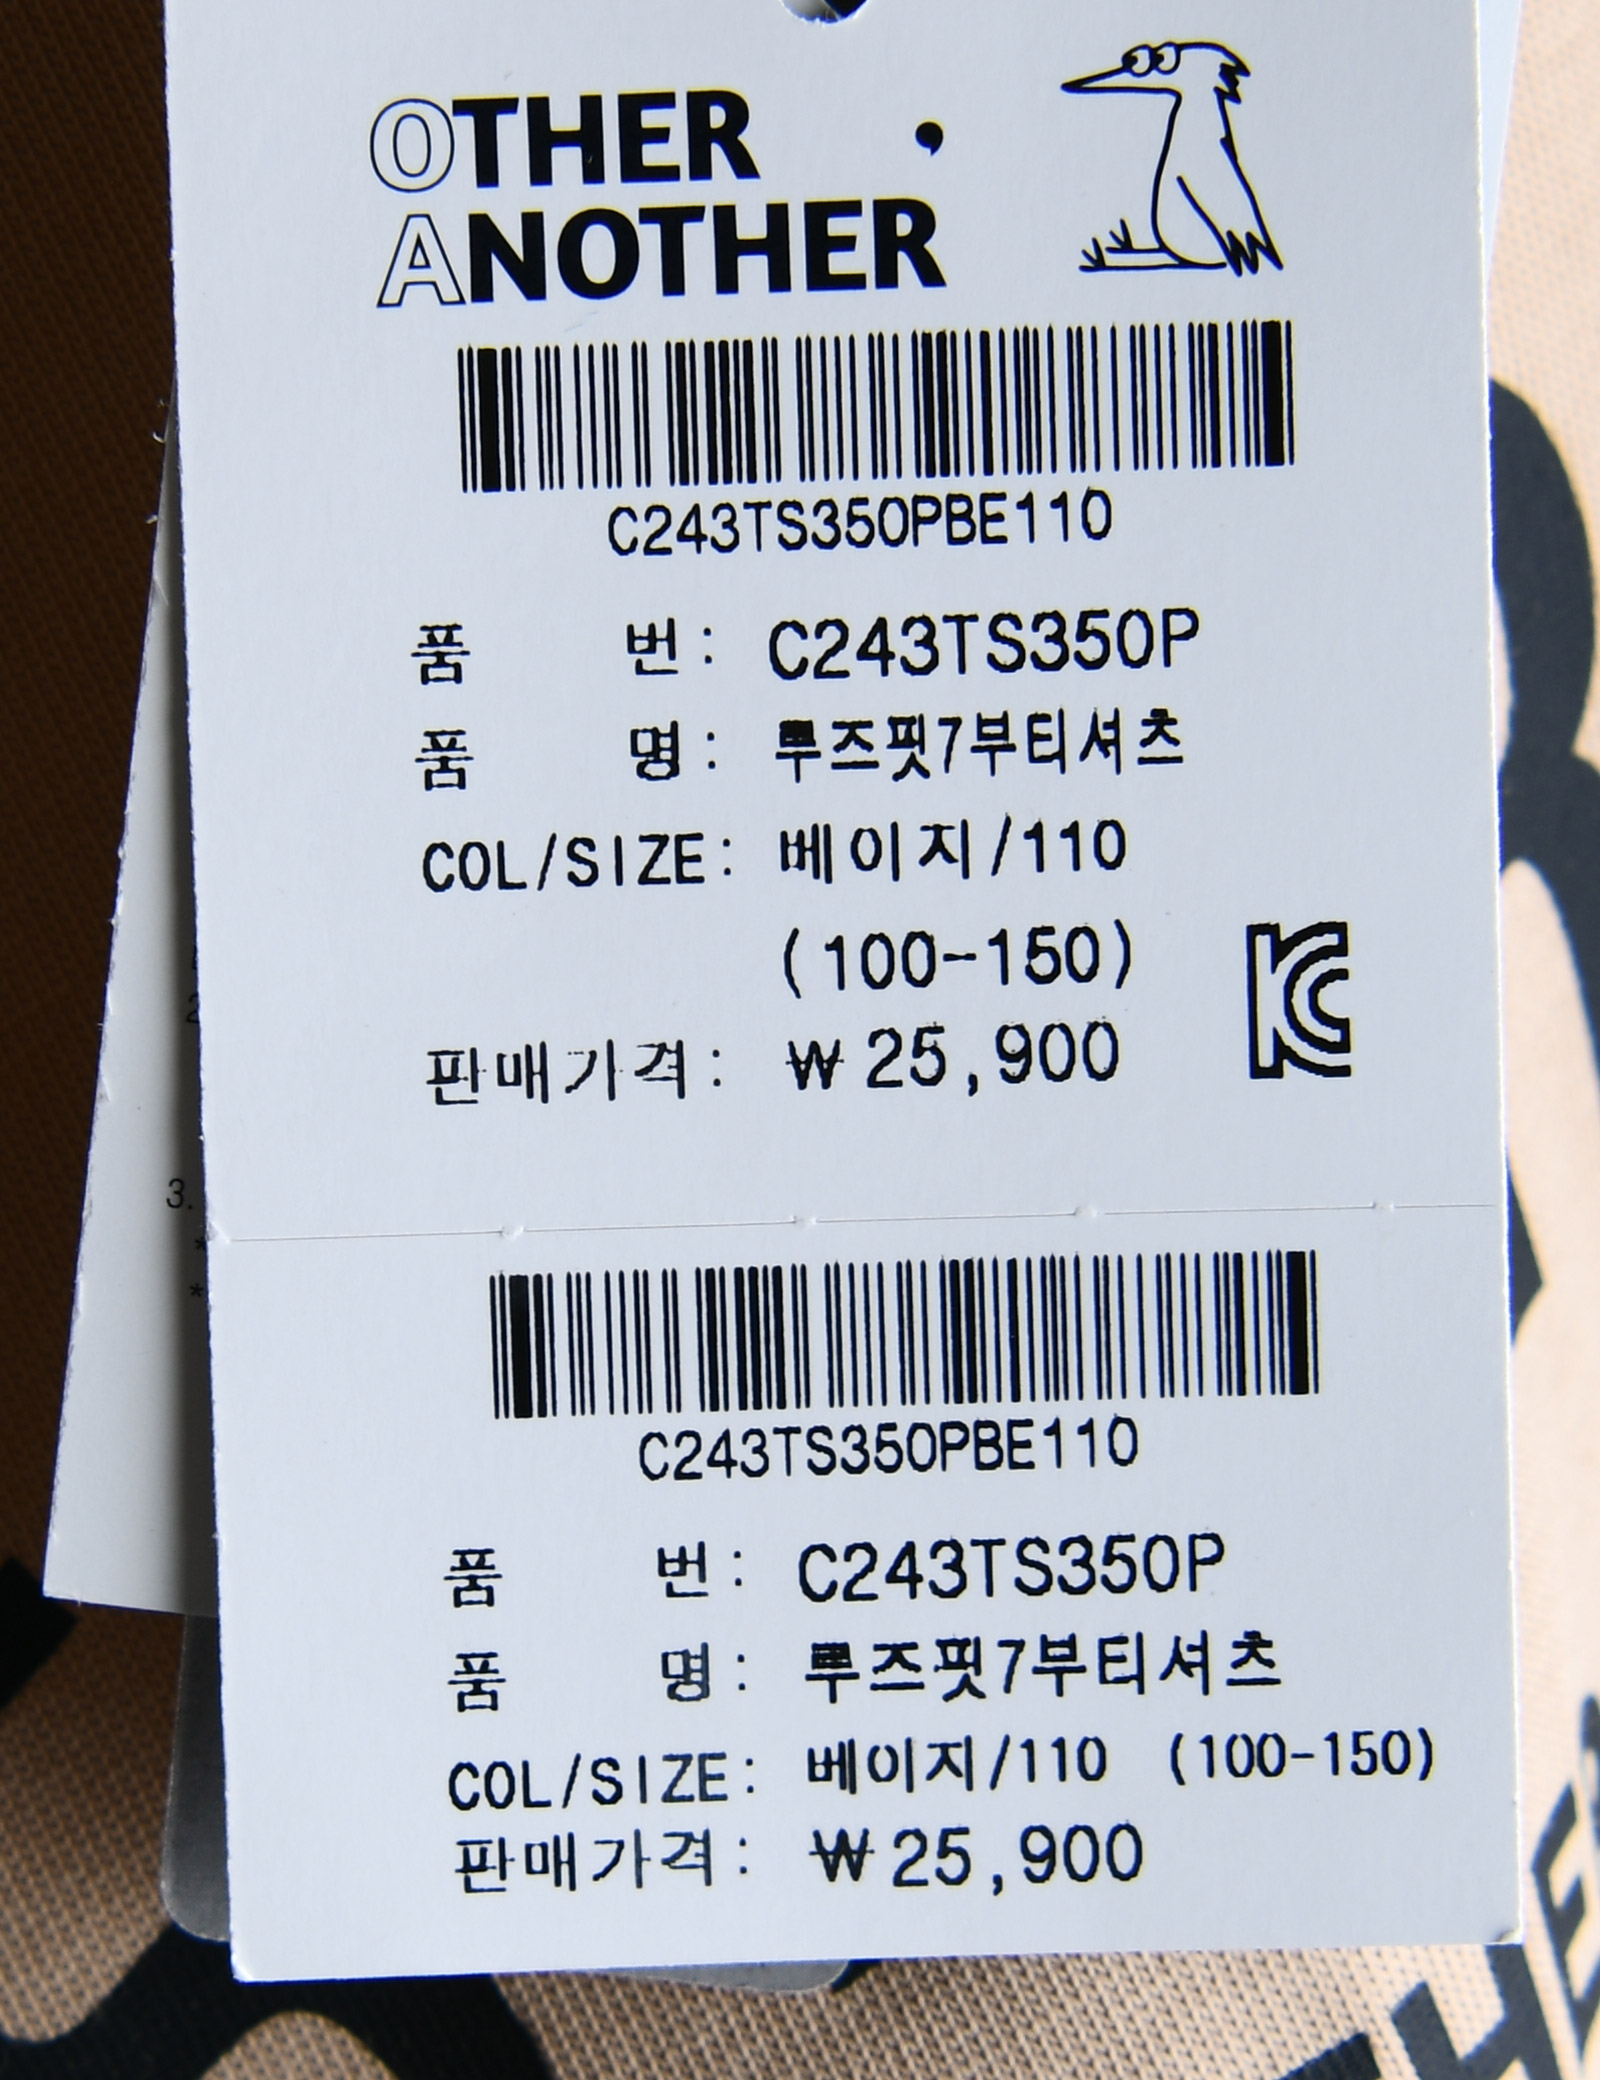 OTHER
ANOTHER
C243TS350PBE110
품 번: C243TS350P
품 명: 루즈핏7부티셔츠
COL/SIZE: 베이지/110
(100-150)
판매가격: ₩25,900
C243TS350PBE110
품 번: C243TS350P
품 명: 루즈핏7부티셔츠
COL/SIZE: 베이지/110 (100-150)
판매가격: ₩25,900
3.
*
*
HE